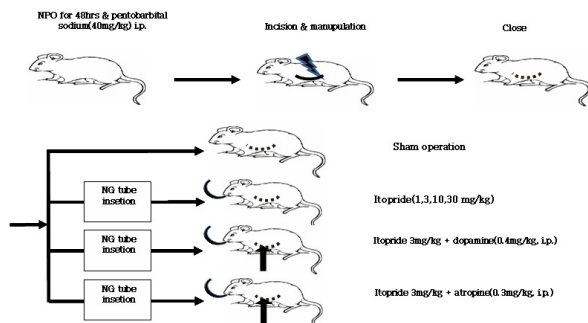 NPO for 48hrs & pentobarbital
sodium(40mg/kg) i.p.
Incision & manupulation
Close
Sham operation
NG tube
insetion
Itopride(1,3,10,30 mg/kg)
NG tube
insetion
Itopride 3mg/kg + dopamine(0.4mg/kg, i.p.)
NG tube
insetion
Itopride 3mg/kg + atropine(0.3mg/kg, i.p.)